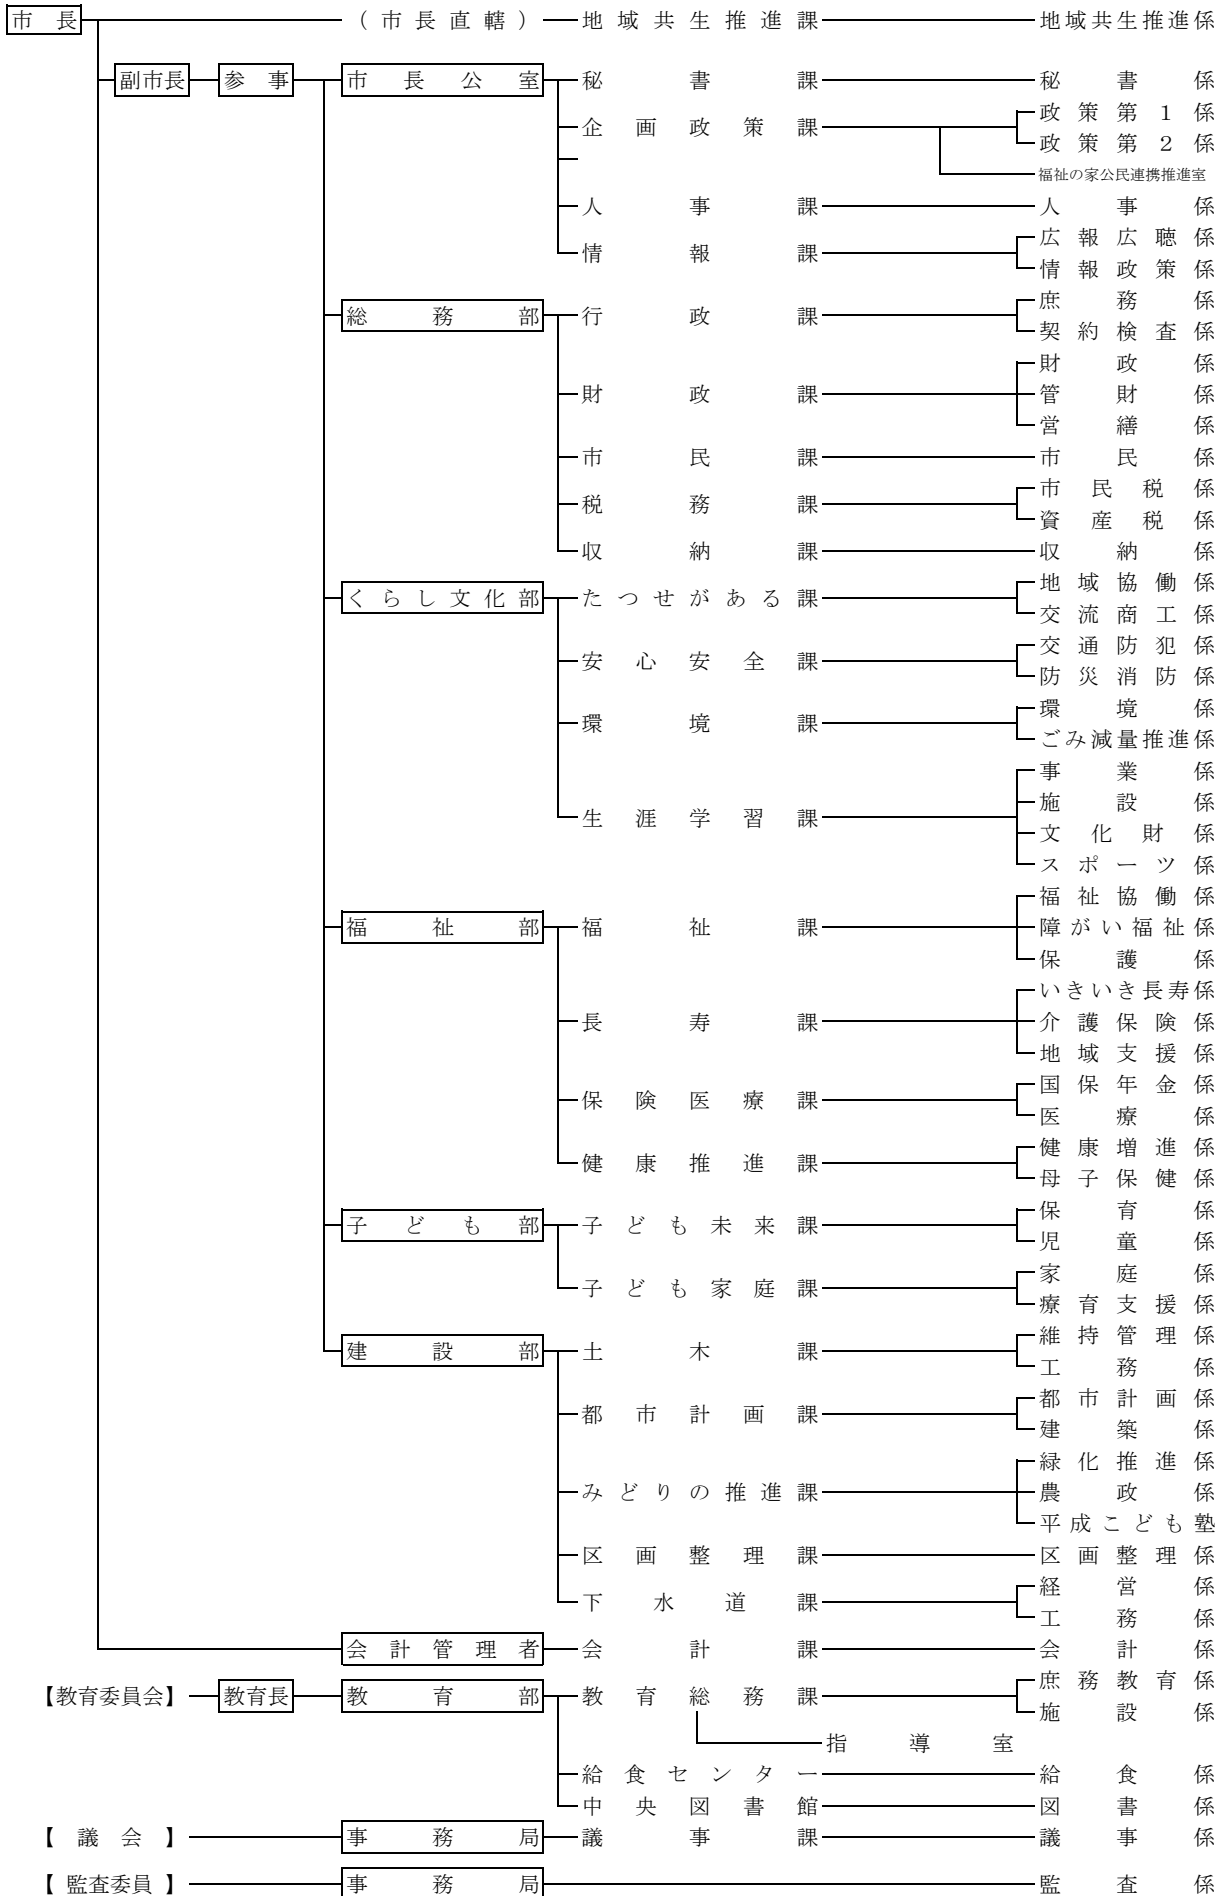 市長 （市長直轄） 地域共生推進課 地域共生推進係
副市長 参事 市長公室 秘書課 秘書係
政策第１係
企画政策課
政策第２係
福祉の家公民連携推進室
人事課 人事係
広報広聴係
情報課
情報政策係
庶務係
総務部 行政課
契約検査係
財政係
財政課 管財係
営繕係
市民課 市民係
市民税係
税務課
資産税係
収納課 収納係
地域協働係
くらし文化部 たつせがある課
交流商工係
交通防犯係
安心安全課
防災消防係
環境係
環境課
ごみ減量推進係
事業係
施設係
生涯学習課
文化財係
スポーツ係
福祉協働係
福祉部 福祉課 障がい福祉係
保護係
いきいき長寿係
長寿課 介護保険係
地域支援係
国保年金係
保険医療課
医療係
健康増進係
健康推進課
母子保健係
保育係
子ども部 子ども未来課
児童係
家庭係
子ども家庭課
療育支援係
維持管理係
建設部 土木課
工務係
都市計画係
都市計画課
建築係
緑化推進係
みどりの推進課 農政係
平成こども塾
区画整理課 区画整理係
経営係
下水道課
工務係
会計管理者 会計課 会計係
庶務教育係
【教育委員会】 教育長 教育部 教育総務課
施設係
指導室
給食センター 給食係
中央図書館 図書係
【議会】 事務局 議事課 議事係
【監査委員】 事務局 監査係